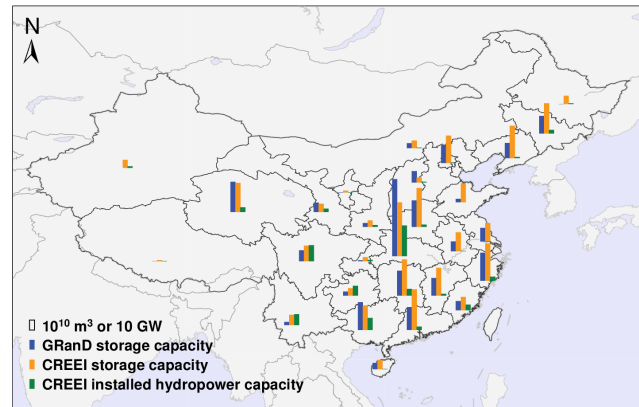 N
10¹⁰ m³ or 10 GW
GRanD storage capacity
CREEI storage capacity
CREEI installed hydropower capacity